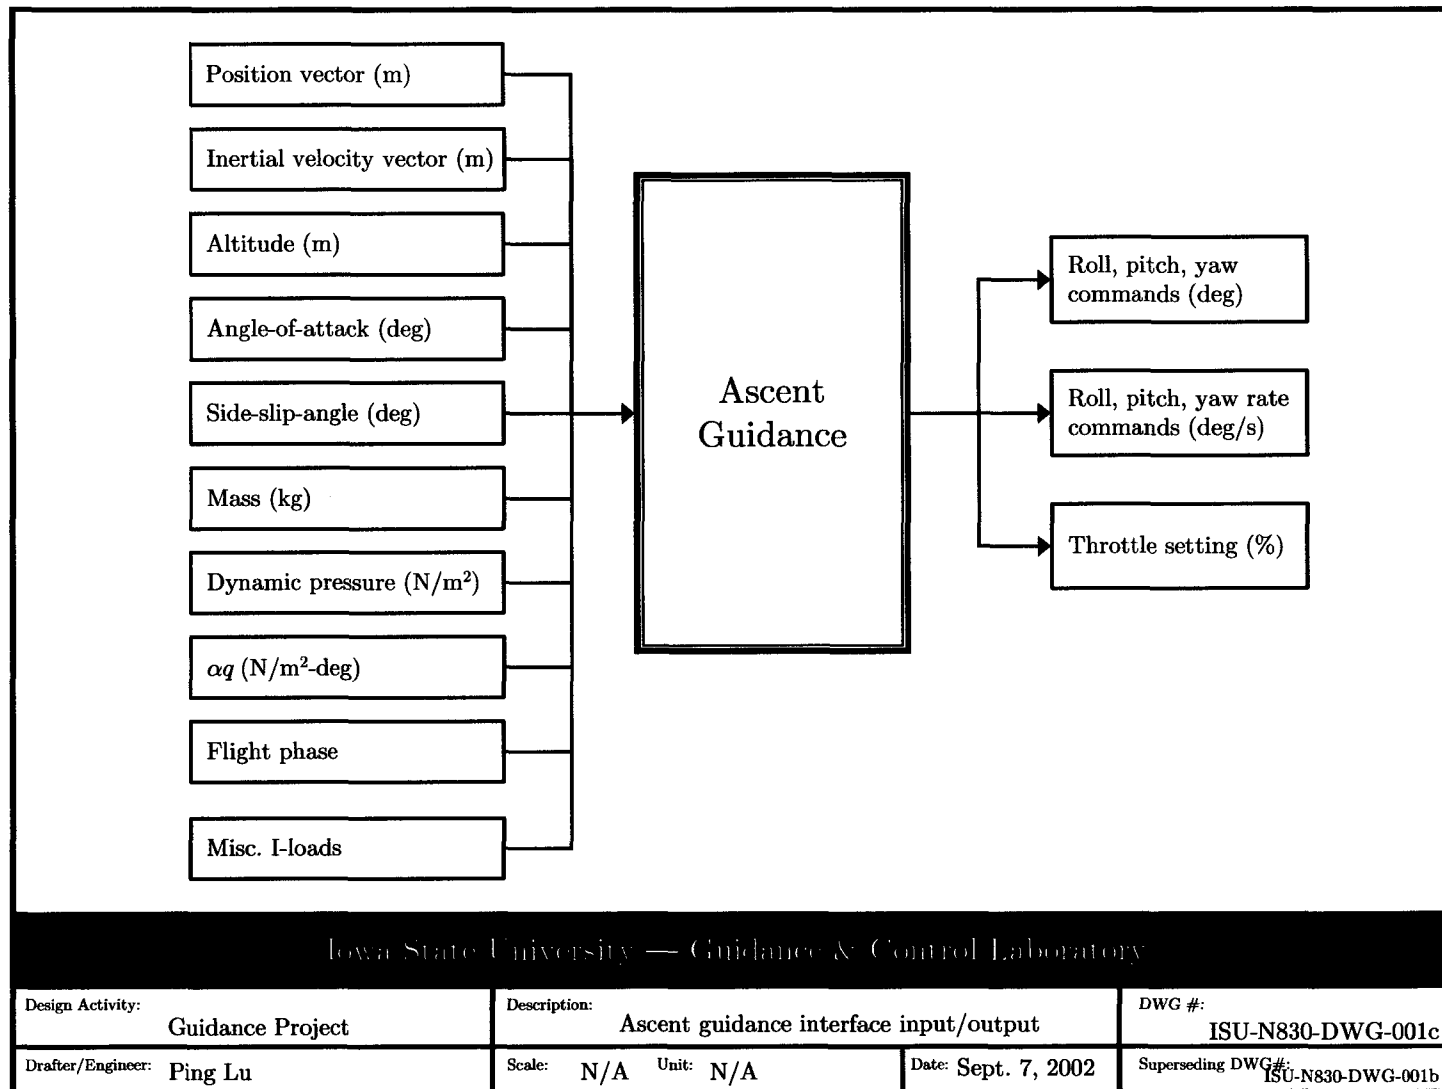 Position vector (m)
Inertial velocity vector (m)
Altitude (m)
Angle-of-attack (deg)
Side-slip-angle (deg)
Mass (kg)
Dynamic pressure (N/m²)
αq (N/m²-deg)
Flight phase
Misc. I-loads
Ascent
Guidance
Roll, pitch, yaw
commands (deg)
Roll, pitch, yaw rate
commands (deg/s)
Throttle setting (%)
Iowa State University — Guidance & Control Laboratory
Design Activity:
Guidance Project
Description:
Ascent guidance interface input/output
DWG #:
ISU-N830-DWG-001c
Drafter/Engineer: Ping Lu
Scale: N/A Unit: N/A
Date: Sept. 7, 2002
Superseding DWG#:
ISU-N830-DWG-001b